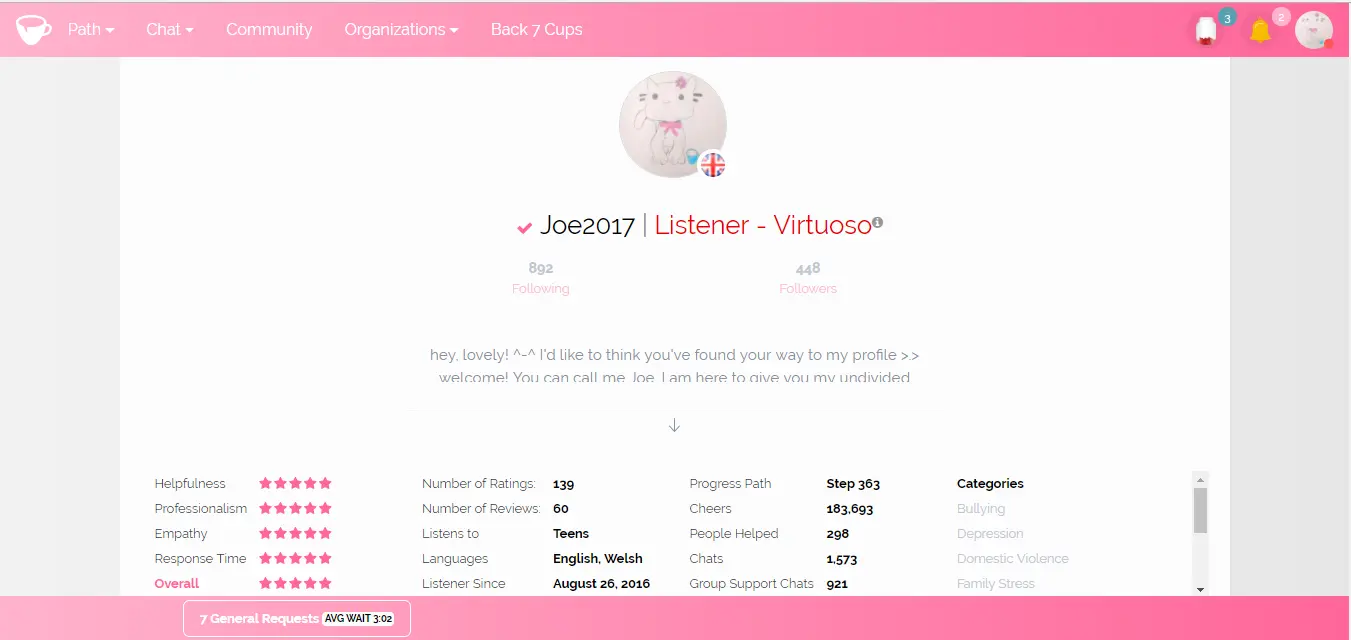 Path Chat Community Organizations Back 7 Cups 3 2
Joe2017 | Listener - Virtuoso
892 448
Following Followers
hey, lovely! ^-^ I'd like to think you've found your way to my profile >.>
welcome! You can call me Joe. I am here to give you my undivided
Helpfulness Number of Ratings: 139 Progress Path Step 363 Categories
Professionalism Number of Reviews: 60 Cheers 183,693 Bullying
Empathy Listens to Teens People Helped 298 Depression
Response Time Languages English, Welsh Chats 1,573 Domestic Violence
Overall Listener Since August 26, 2016 Group Support Chats 921 Family Stress
7 General Requests AVG WAIT 3:02